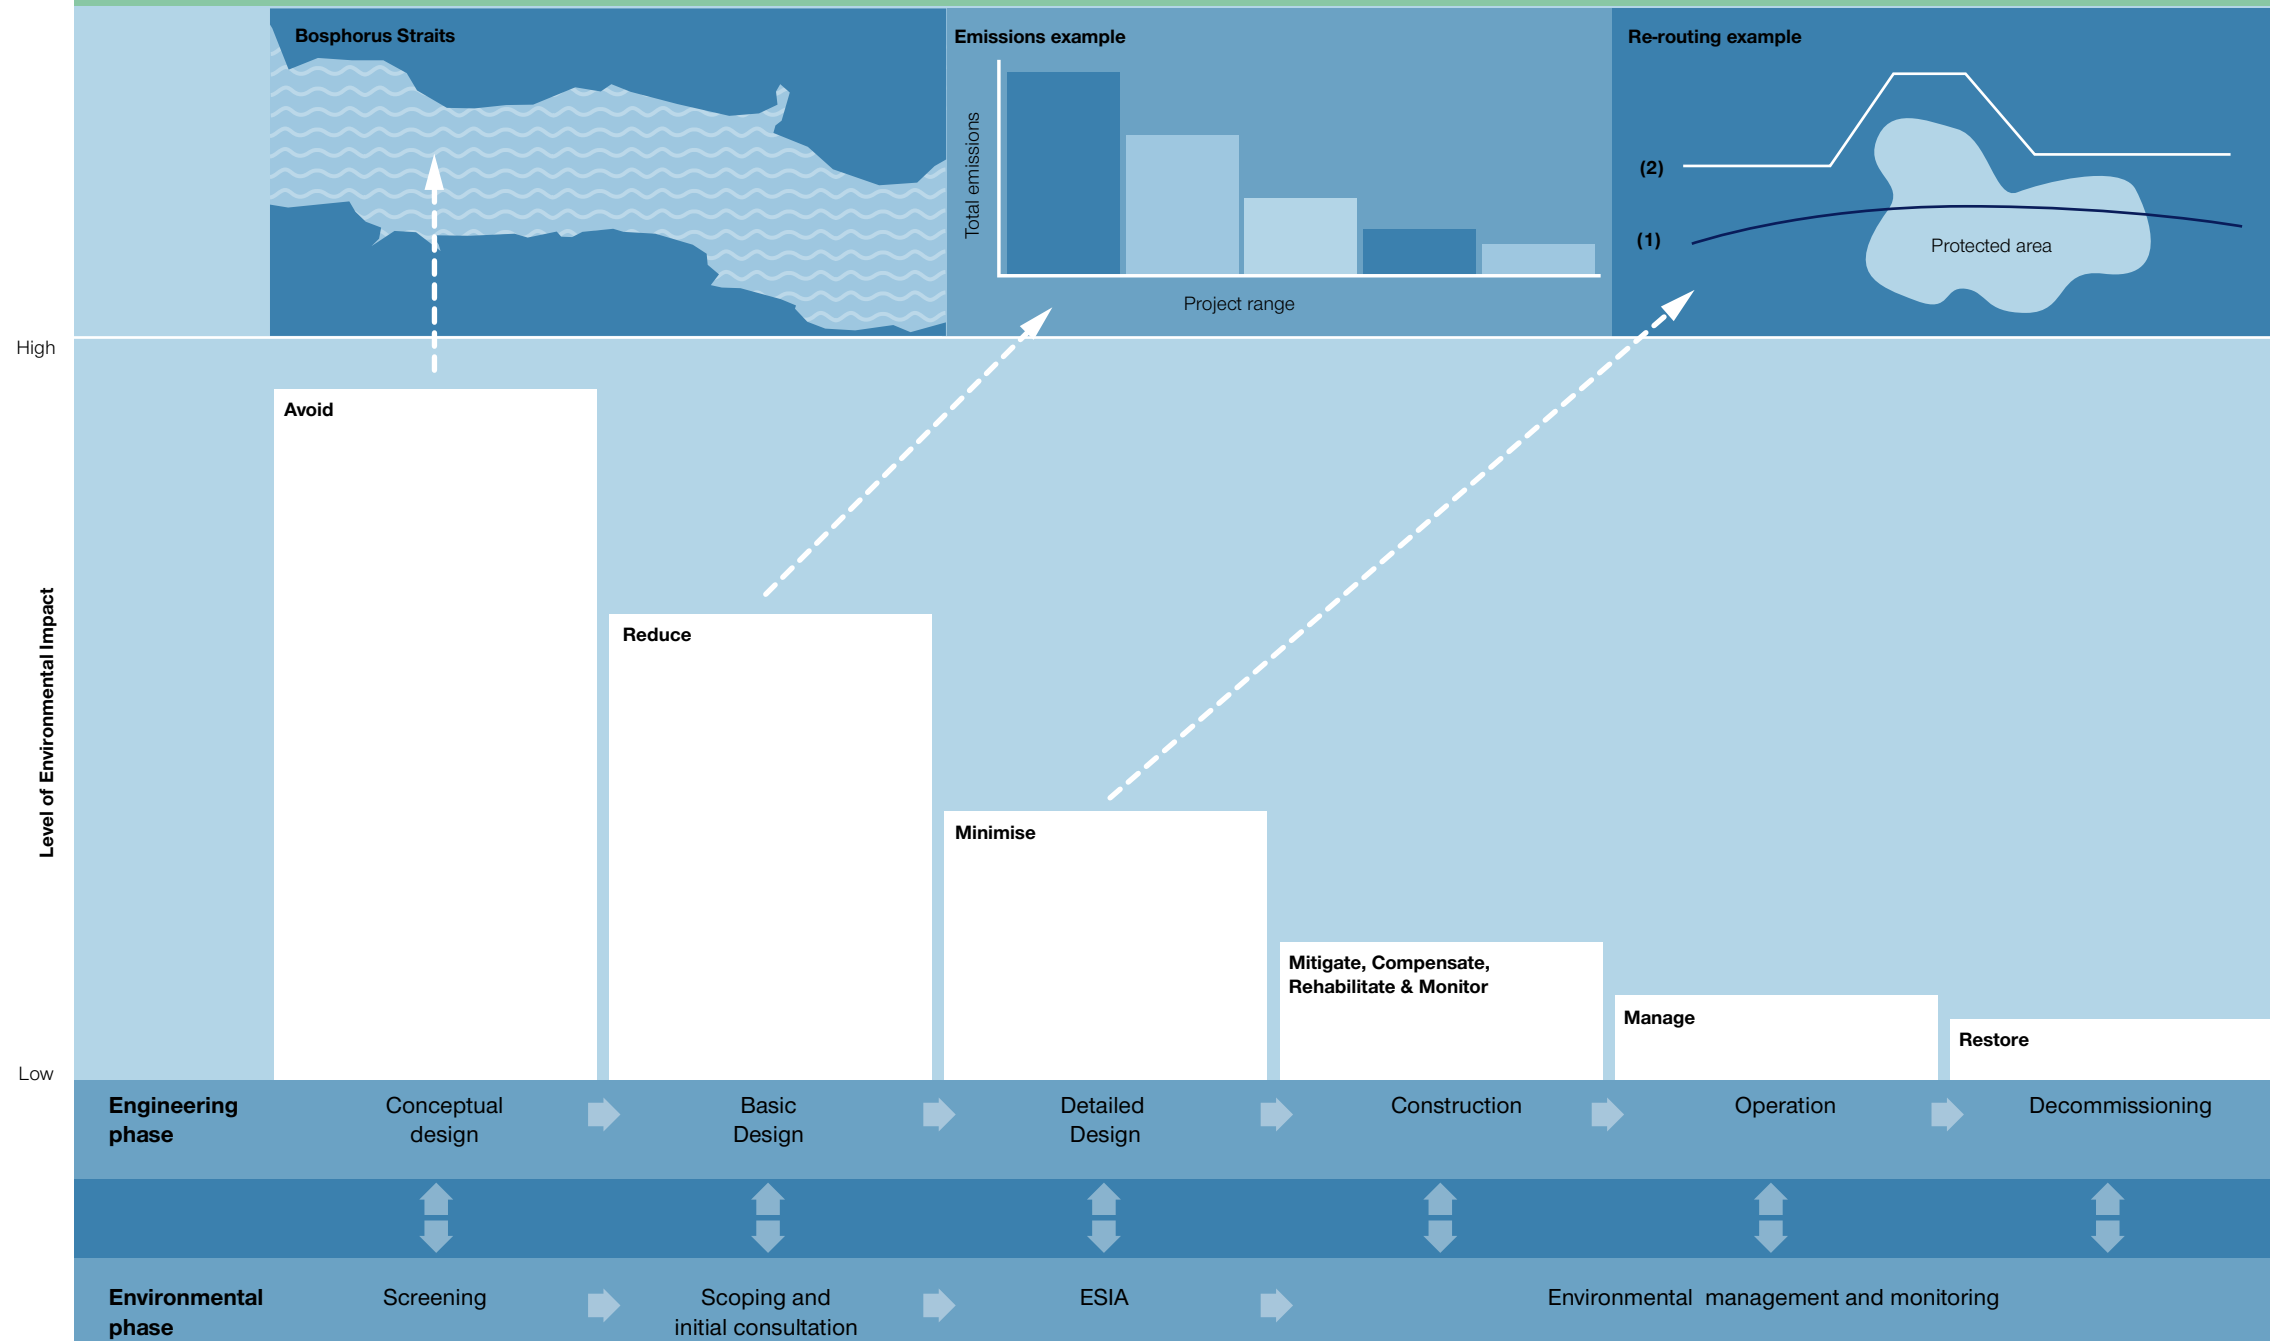 Bosphorus Straits
Emissions example
Total emissions
Project range
Re-routing example
(2)
(1)
Protected area
High
Level of Environmental Impact
Low
Avoid
Reduce
Minimise
Mitigate, Compensate,
Rehabilitate & Monitor
Manage
Restore
Engineering
phase
Conceptual
design
Basic
Design
Detailed
Design
Construction
Operation
Decommissioning
Environmental
phase
Screening
Scoping and
initial consultation
ESIA
Environmental management and monitoring